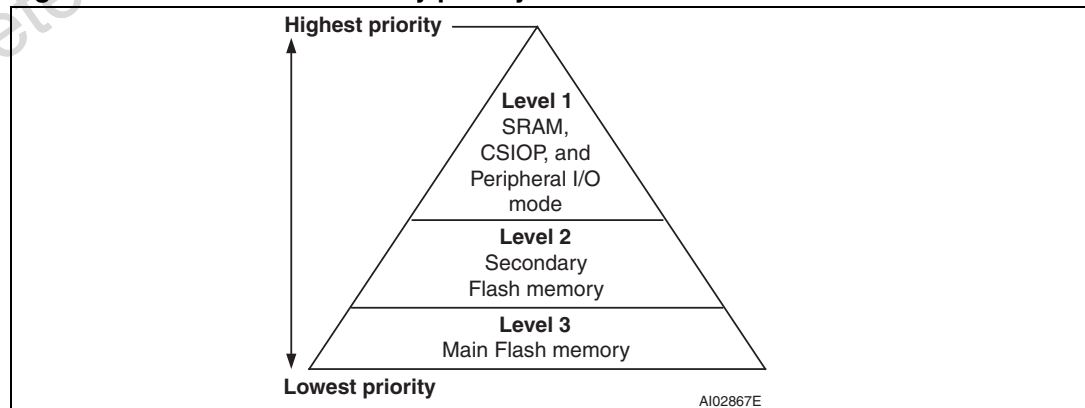 Highest priority
Level 1
SRAM,
CSIOP, and
Peripheral I/O
mode
Level 2
Secondary
Flash memory
Level 3
Main Flash memory
Lowest priority
AI02867E